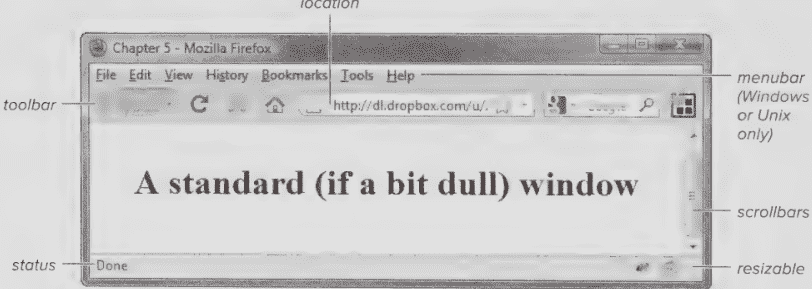 location
Chapter 5 - Mozilla Firefox
File Edit View History Bookmarks Tools Help
menubar
(Windows
or Unix
only)
toolbar
http://dl.dropbox.com/u/.
A standard (if a bit dull) window
scrollbars
status
Done
resizable